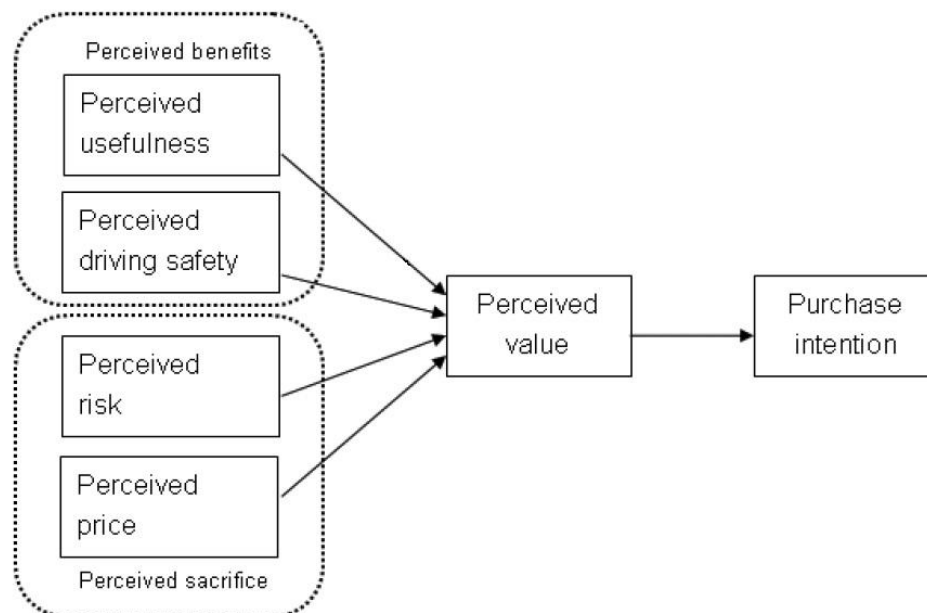 Perceived benefits
Perceived
usefulness
Perceived
driving safety
Perceived
risk
Perceived
price
Perceived sacrifice
Perceived
value
Purchase
intention